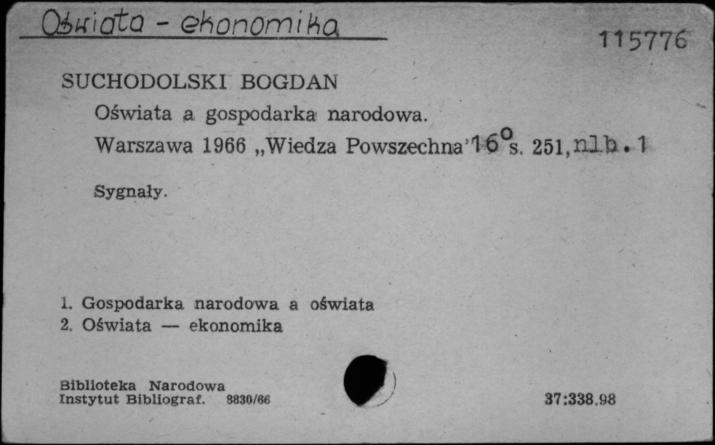 Oświata - ekonomika
115776
SUCHODOLSKI BOGDAN
Oświata a gospodarka narodowa.
Warszawa 1966 „Wiedza Powszechna" 16° s. 251, nlb. 1
Sygnały.
1. Gospodarka narodowa a oświata
2. Oświata — ekonomika
Biblioteka Narodowa
Instytut Bibliograf. 8830/66
37:338.98